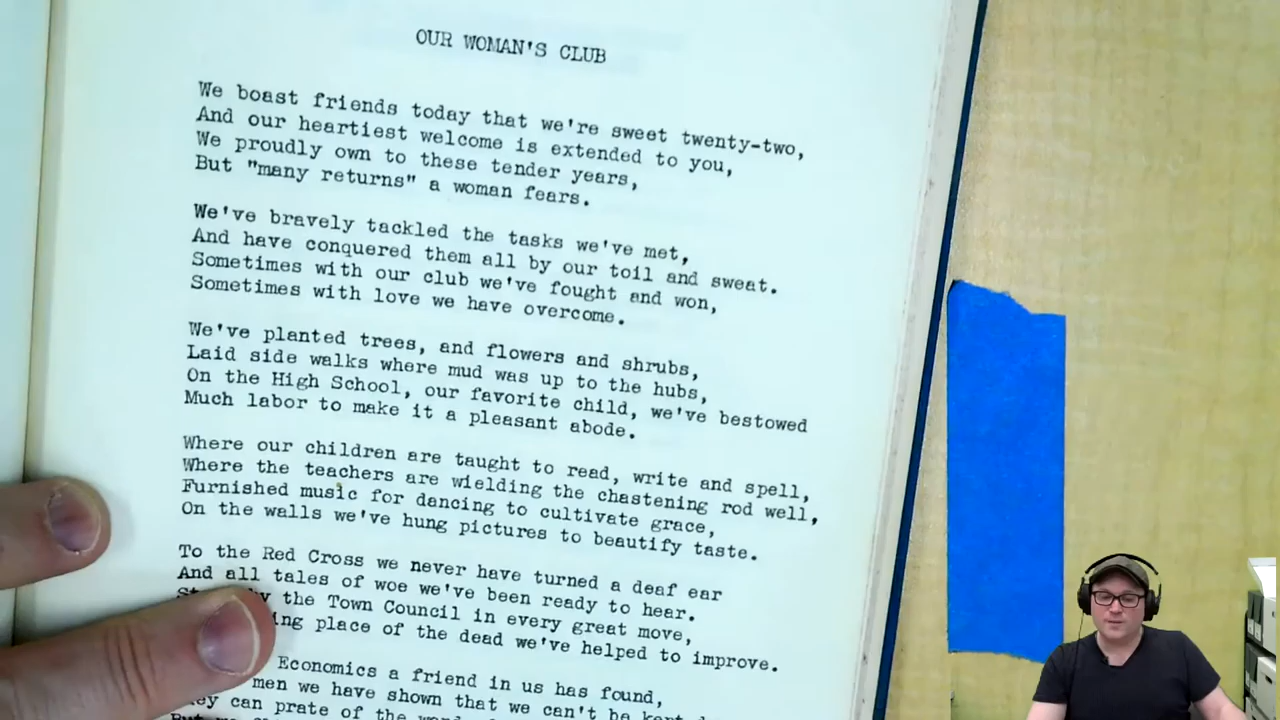 OUR WOMAN'S CLUB
We boast friends today that we're sweet twenty-two,
And our heartiest welcome is extended to you,
We proudly own to these tender years,
But "many returns" a woman fears.
We've bravely tackled the tasks we've met,
And have conquered them all by our toil and sweat.
Sometimes with our club we've fought and won,
Sometimes with love we have overcome.
We've planted trees, and flowers and shrubs,
Laid side walks where mud was up to the hubs,
On the High School, our favorite child, we've bestowed
Much labor to make it a pleasant abode.
Where our children are taught to read, write and spell,
Where the teachers are wielding the chastening rod well,
Furnished music for dancing to cultivate grace,
On the walls we've hung pictures to beautify taste.
To the Red Cross we never have turned a deaf ear
And all tales of woe we've been ready to hear.
the Town Council in every great move,
place of the dead we've helped to improve.
Economics a friend in us has found,
men we have shown that we can't be
can prate of the